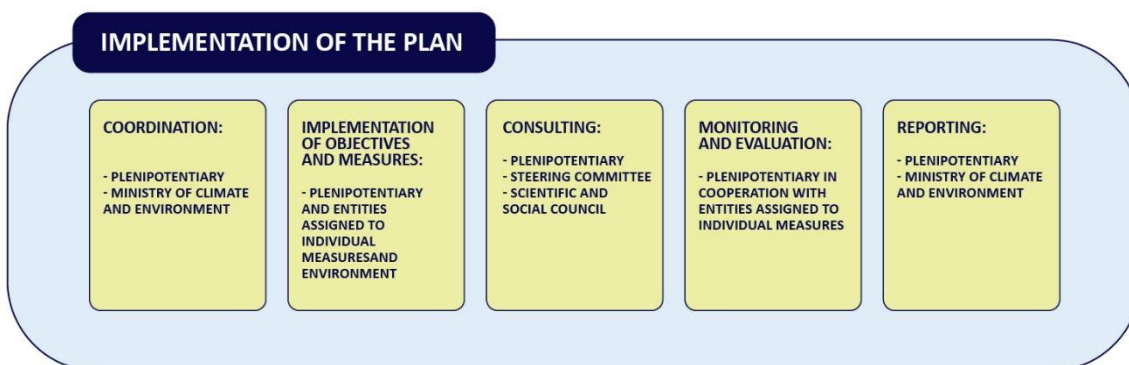 IMPLEMENTATION OF THE PLAN
COORDINATION:
- PLENIPOTENTIARY
- MINISTRY OF CLIMATE
AND ENVIRONMENT
IMPLEMENTATION
OF OBJECTIVES
AND MEASURES:
- PLENIPOTENTIARY
AND ENTITIES
ASSIGNED TO
INDIVIDUAL
MEASURESAND
ENVIRONMENT
CONSULTING:
- PLENIPOTENTIARY
- STEERING COMMITTEE
- SCIENTIFIC AND
SOCIAL COUNCIL
MONITORING
AND EVALUATION:
- PLENIPOTENTIARY IN
COOPERATION WITH
ENTITIES ASSIGNED TO
INDIVIDUAL MEASURES
REPORTING:
- PLENIPOTENTIARY
- MINISTRY OF CLIMATE
AND ENVIRONMENT